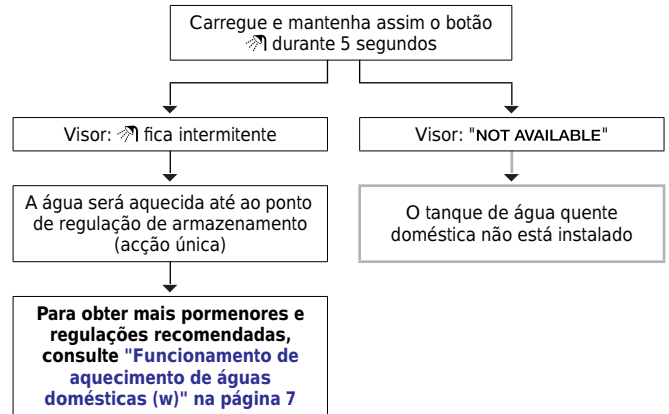 Carregue e mantenha assim o botão
durante 5 segundos
Visor: fica intermitente
Visor: "NOT AVAILABLE"
A água será aquecida até ao ponto
de regulação de armazenamento
(acção única)
O tanque de água quente
doméstica não está instalado
Para obter mais pormenores e
regulações recomendadas,
consulte "Funcionamento de
aquecimento de águas
domésticas (w)" na página 7